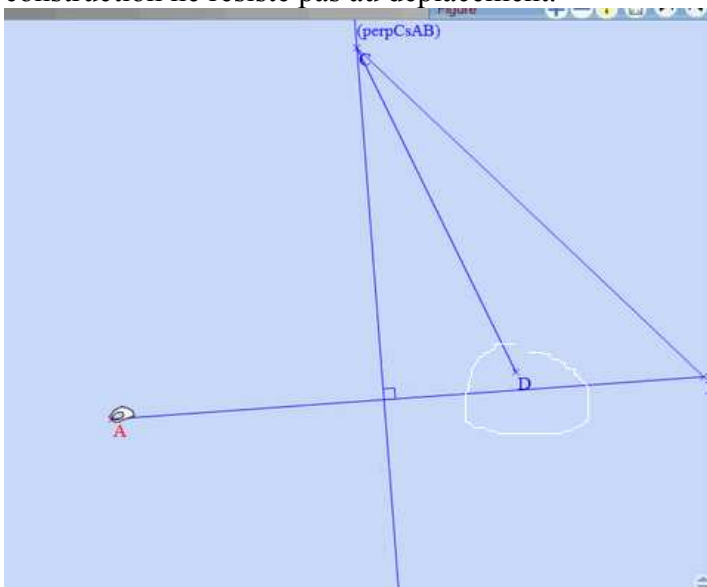 construction ne résiste pas au déplacement.
Figure
(perpCsAB)
C
D
A